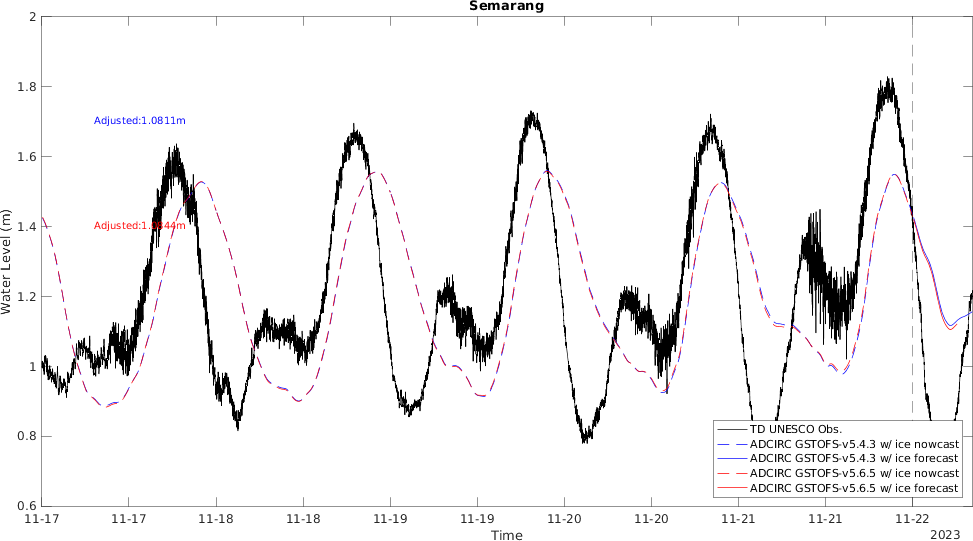 Semarang
2
1.8
1.6
1.4
1.2
1
0.8
0.6
Water Level (m)
Adjusted:1.0811m
TD UNESCO Obs.
ADCIRC GSTOFS-v5.4.3 w/ ice nowcast
ADCIRC GSTOFS-v5.4.3 w/ ice forecast
ADCIRC GSTOFS-v5.6.5 w/ ice nowcast
ADCIRC GSTOFS-v5.6.5 w/ ice forecast
11-17 11-17 11-18 11-18 11-19 11-19 11-20 11-20 11-21 11-21 11-22
Time
2023